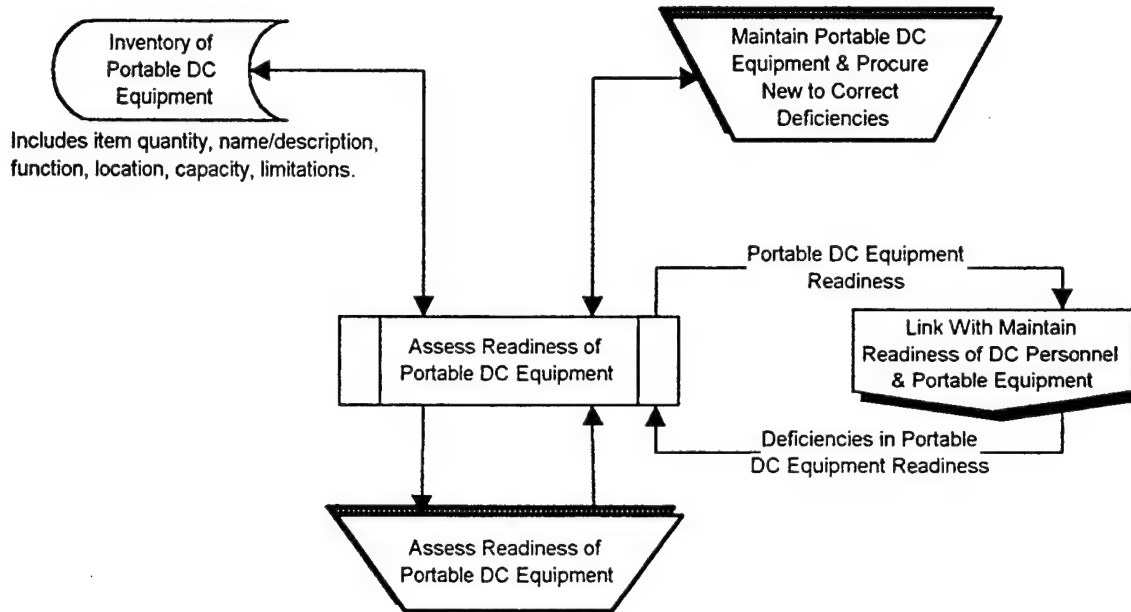 Inventory of
Portable DC
Equipment
Includes item quantity, name/description,
function, location, capacity, limitations.
Maintain Portable DC
Equipment & Procure
New to Correct
Deficiencies
Portable DC Equipment
Readiness
Link With Maintain
Readiness of DC Personnel
& Portable Equipment
Assess Readiness of
Portable DC Equipment
Deficiencies in Portable
DC Equipment Readiness
Assess Readiness of
Portable DC Equipment